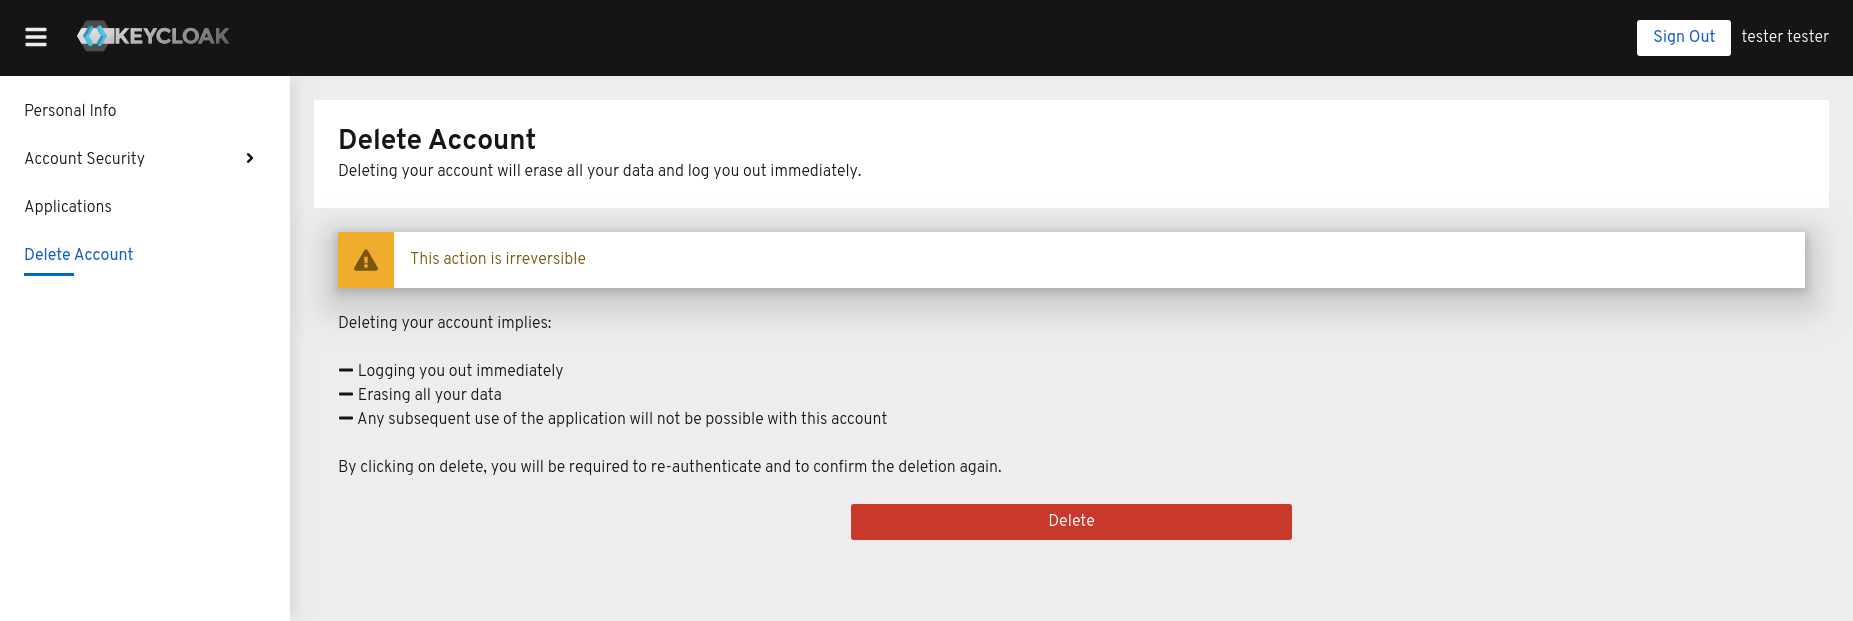 KEYCLOAK
Sign Out
tester tester
Personal Info
Account Security
Applications
Delete Account
Delete Account
Deleting your account will erase all your data and log you out immediately.
This action is irreversible
Deleting your account implies:
Logging you out immediately
Erasing all your data
Any subsequent use of the application will not be possible with this account
By clicking on delete, you will be required to re-authenticate and to confirm the deletion again.
Delete